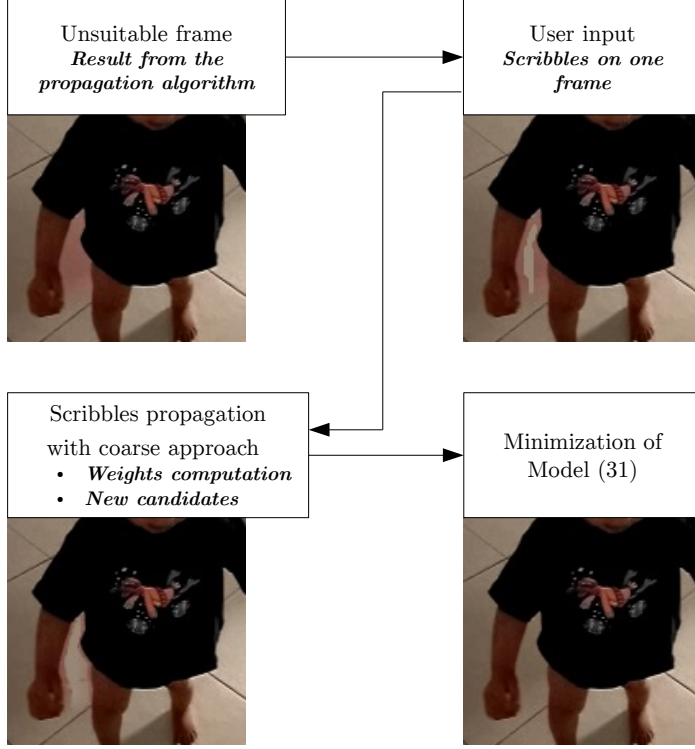 Unsuitable frame
Result from the
propagation algorithm
User input
Scribbles on one
frame
Scribbles propagation
with coarse approach
• Weights computation
• New candidates
Minimization of
Model (31)